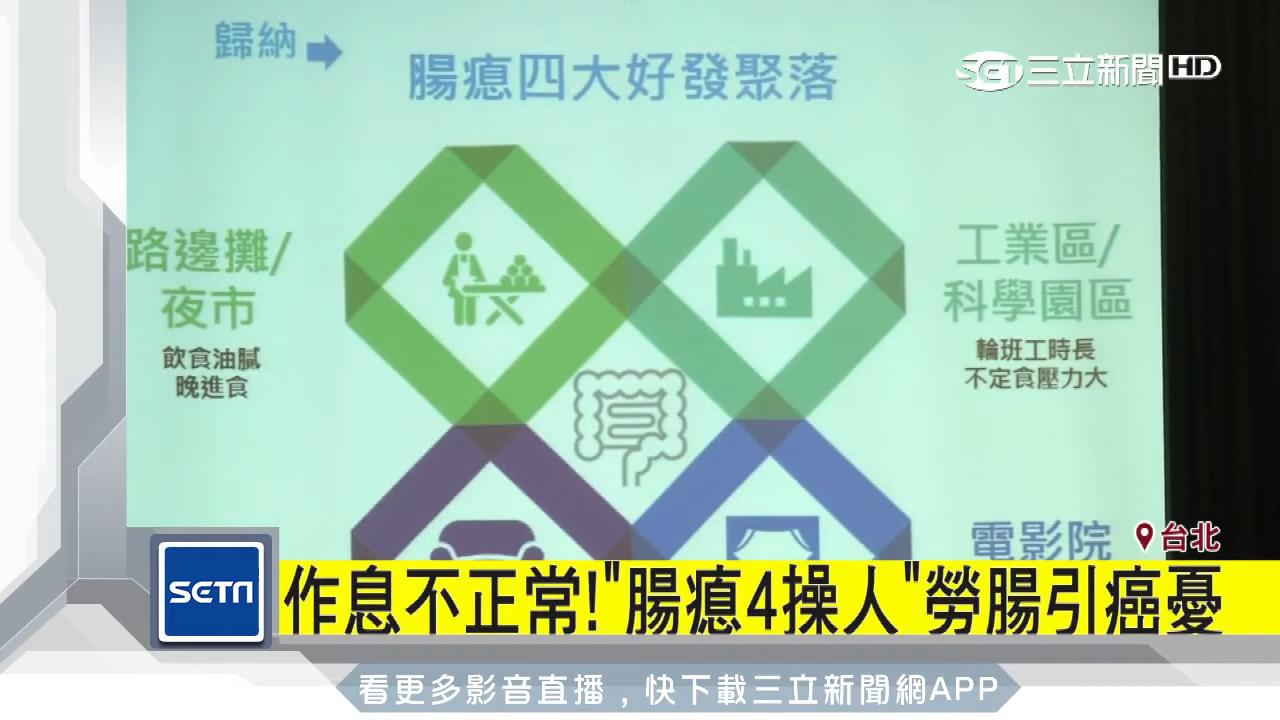 歸納
腸瘜四大好發聚落
SET三立新聞HD
路邊攤/
夜市
飲食油膩
晚進食
工業區/
科學園區
輪班工時長
不定食壓力大
電影院
台北
SETN
作息不正常!"腸瘜4操人"勞腸引癌憂
看更多影音直播，快下載三立新聞網APP